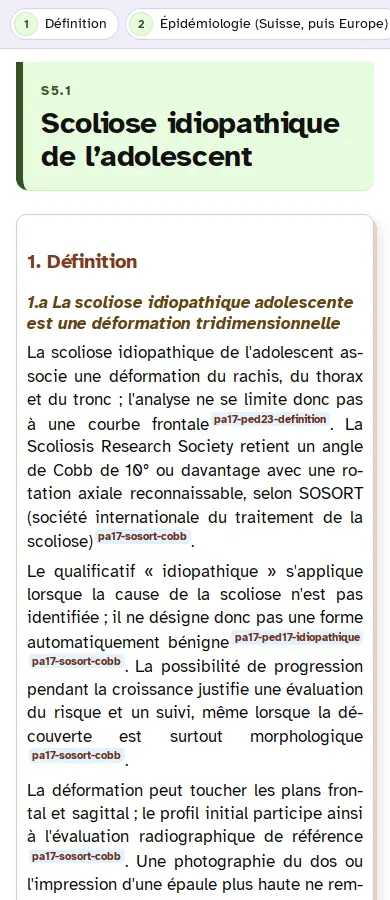 1 Définition 2 Épidémiologie (Suisse, puis Europe)
S5.1
Scoliose idiopathique
de l’adolescent
1. Définition
1.a La scoliose idiopathique adolescente
est une déformation tridimensionnelle
La scoliose idiopathique de l'adolescent as-
socie une déformation du rachis, du thorax
et du tronc ; l'analyse ne se limite donc pas
à une courbe frontale pa17-ped23-definition . La
Scoliosis Research Society retient un angle
de Cobb de 10° ou davantage avec une ro-
tation axiale reconnaissable, selon SOSORT
(société internationale du traitement de la
scoliose) pa17-sosort-cobb .
Le qualificatif « idiopathique » s'applique
lorsque la cause de la scoliose n'est pas
identifiée ; il ne désigne donc pas une forme
automatiquement bénigne pa17-ped17-idiopathique
pa17-sosort-cobb . La possibilité de progression
pendant la croissance justifie une évaluation
du risque et un suivi, même lorsque la dé-
couverte est surtout morphologique
pa17-sosort-cobb .
La déformation peut toucher les plans fron-
tal et sagittal ; le profil initial participe ainsi
à l'évaluation radiographique de référence
pa17-sosort-cobb . Une photographie du dos ou
l'impression d'une épaule plus haute ne rem-